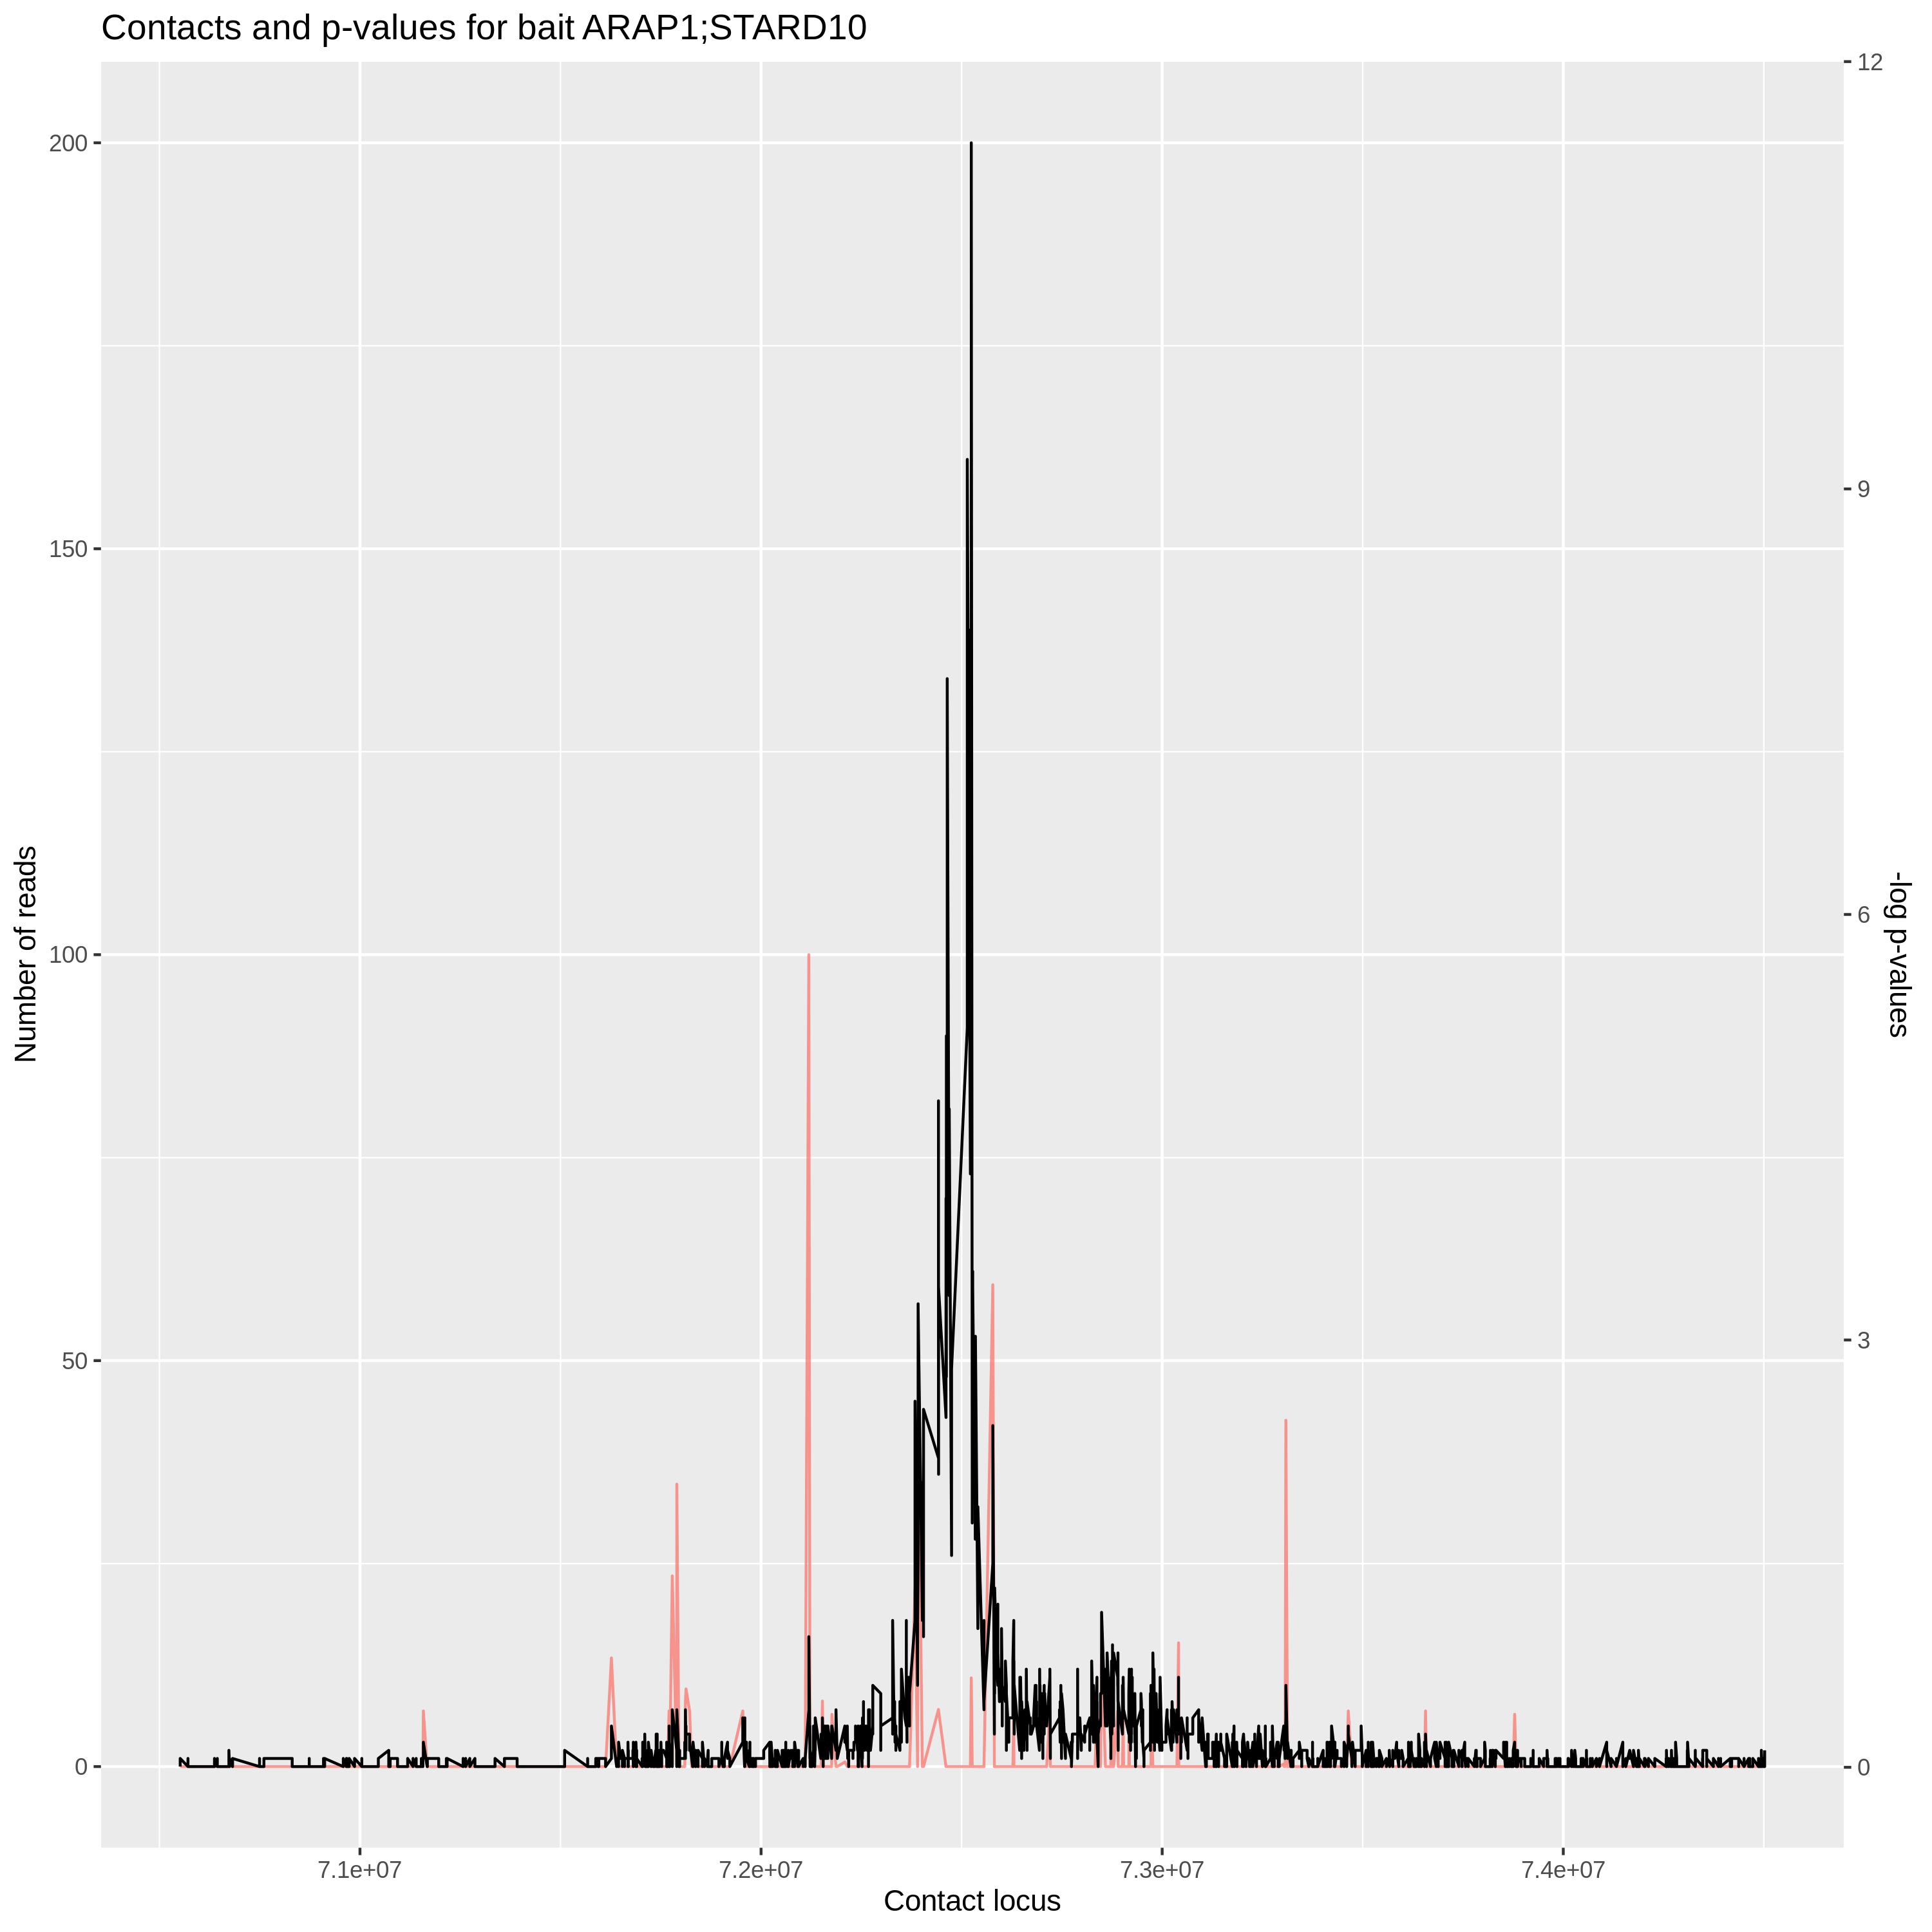 Contacts and p-values for bait ARAP1;STARD10
12
200
9
150
6
100
Number of reads
-log p-values
3
50
0
0
7.1e+07
7.2e+07
7.3e+07
7.4e+07
Contact locus